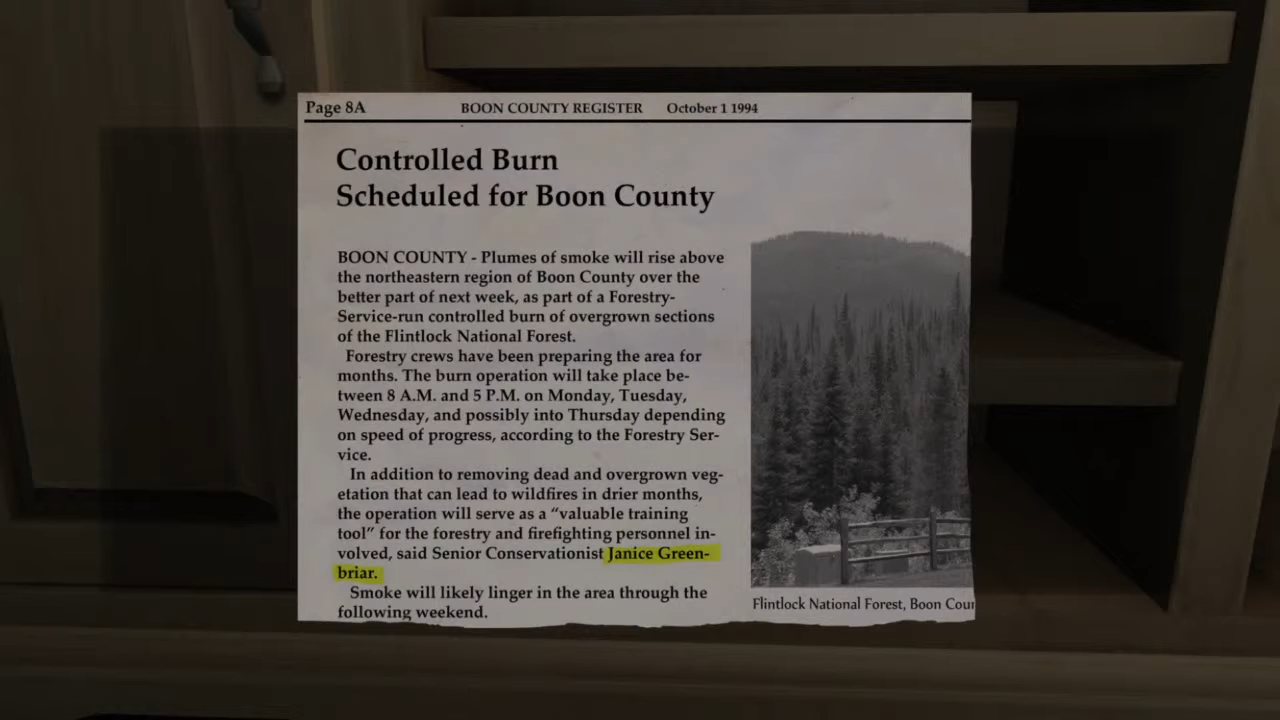 Page 8A BOON COUNTY REGISTER October 1 1994
Controlled Burn
Scheduled for Boon County
BOON COUNTY - Plumes of smoke will rise above
the northeastern region of Boon County over the
better part of next week, as part of a Forestry-
Service-run controlled burn of overgrown sections
of the Flintlock National Forest.
Forestry crews have been preparing the area for
months. The burn operation will take place be-
tween 8 A.M. and 5 P.M. on Monday, Tuesday,
Wednesday, and possibly into Thursday depending
on speed of progress, according to the Forestry Ser-
vice.
In addition to removing dead and overgrown veg-
etation that can lead to wildfires in drier months,
the operation will serve as a “valuable training
tool” for the forestry and firefighting personnel in-
volved, said Senior Conservationist Janice Green-
briar.
Smoke will likely linger in the area through the
following weekend.
Flintlock National Forest, Boon Cour